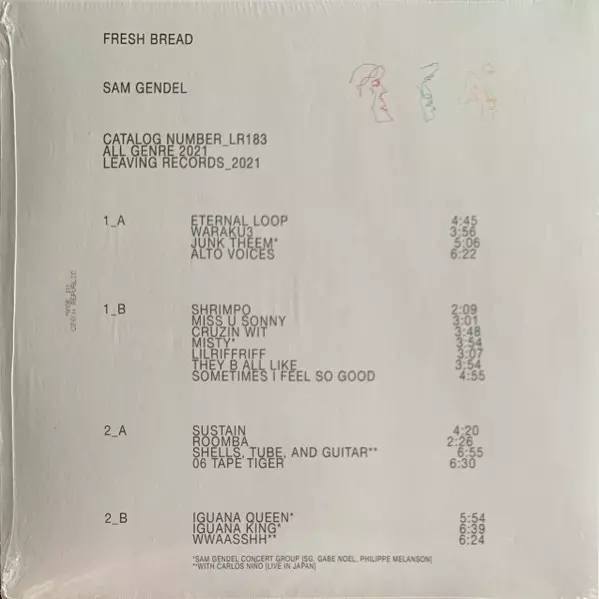 FRESH BREAD
SAM GENDEL
CATALOG NUMBER_LR183
ALL GENRE 2021
LEAVING RECORDS_2021
1_A ETERNAL LOOP 4:45
WARAKU3 3:56
JUNK THEEM* 5:06
ALTO VOICES 6:22
MADE IN
CZECH REPUBLIC
1_B SHRIMPO 2:09
MISS U SONNY 3:01
CRUZIN WIT 3:48
MISTY* 3:54
LILRIFFRIFF 3:07
THEY B ALL LIKE 3:54
SOMETIMES I FEEL SO GOOD 4:55
2_A SUSTAIN 4:20
ROOMBA 2:26
SHELLS, TUBE, AND GUITAR** 6:55
06 TAPE TIGER 6:30
2_B IGUANA QUEEN* 5:54
IGUANA KING* 6:39
WWAASSHH** 6:24
*SAM GENDEL CONCERT GROUP [SG, GABE NOEL, PHILIPPE MELANSON]
**WITH CARLOS NIÑO [LIVE IN JAPAN]